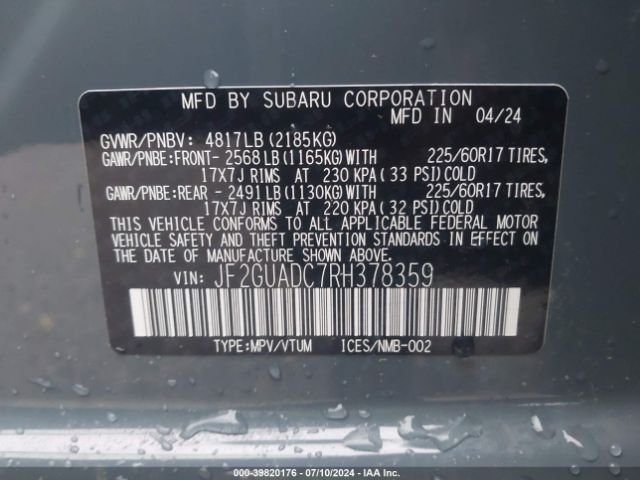 MFD BY SUBARU CORPORATION
MFD IN 04/24
GVWR/PNBV: 4817LB(2185KG)
GAWR/PNBE:FRONT- 2568LB(1165KG)WITH 225/60R17 TIRES,
17X7J RIMS AT 230 KPA( 33 PSI)COLD
GAWR/PNBE:REAR - 2491LB(1130KG)WITH 225/60R17 TIRES,
17X7J RIMS AT 220 KPA( 32 PSI)COLD
THIS VEHICLE CONFORMS TO ALL APPLICABLE FEDERAL MOTOR
VEHICLE SAFETY AND THEFT PREVENTION STANDARDS IN EFFECT
ON THE DATE OF MANUFACTURE SHOWN ABOVE.
VIN: JF2GUADC7RH378359
TYPE:MPV/VTUM ICES/NMB-002
000-39820176 - 07/10/2024 - IAA Inc.